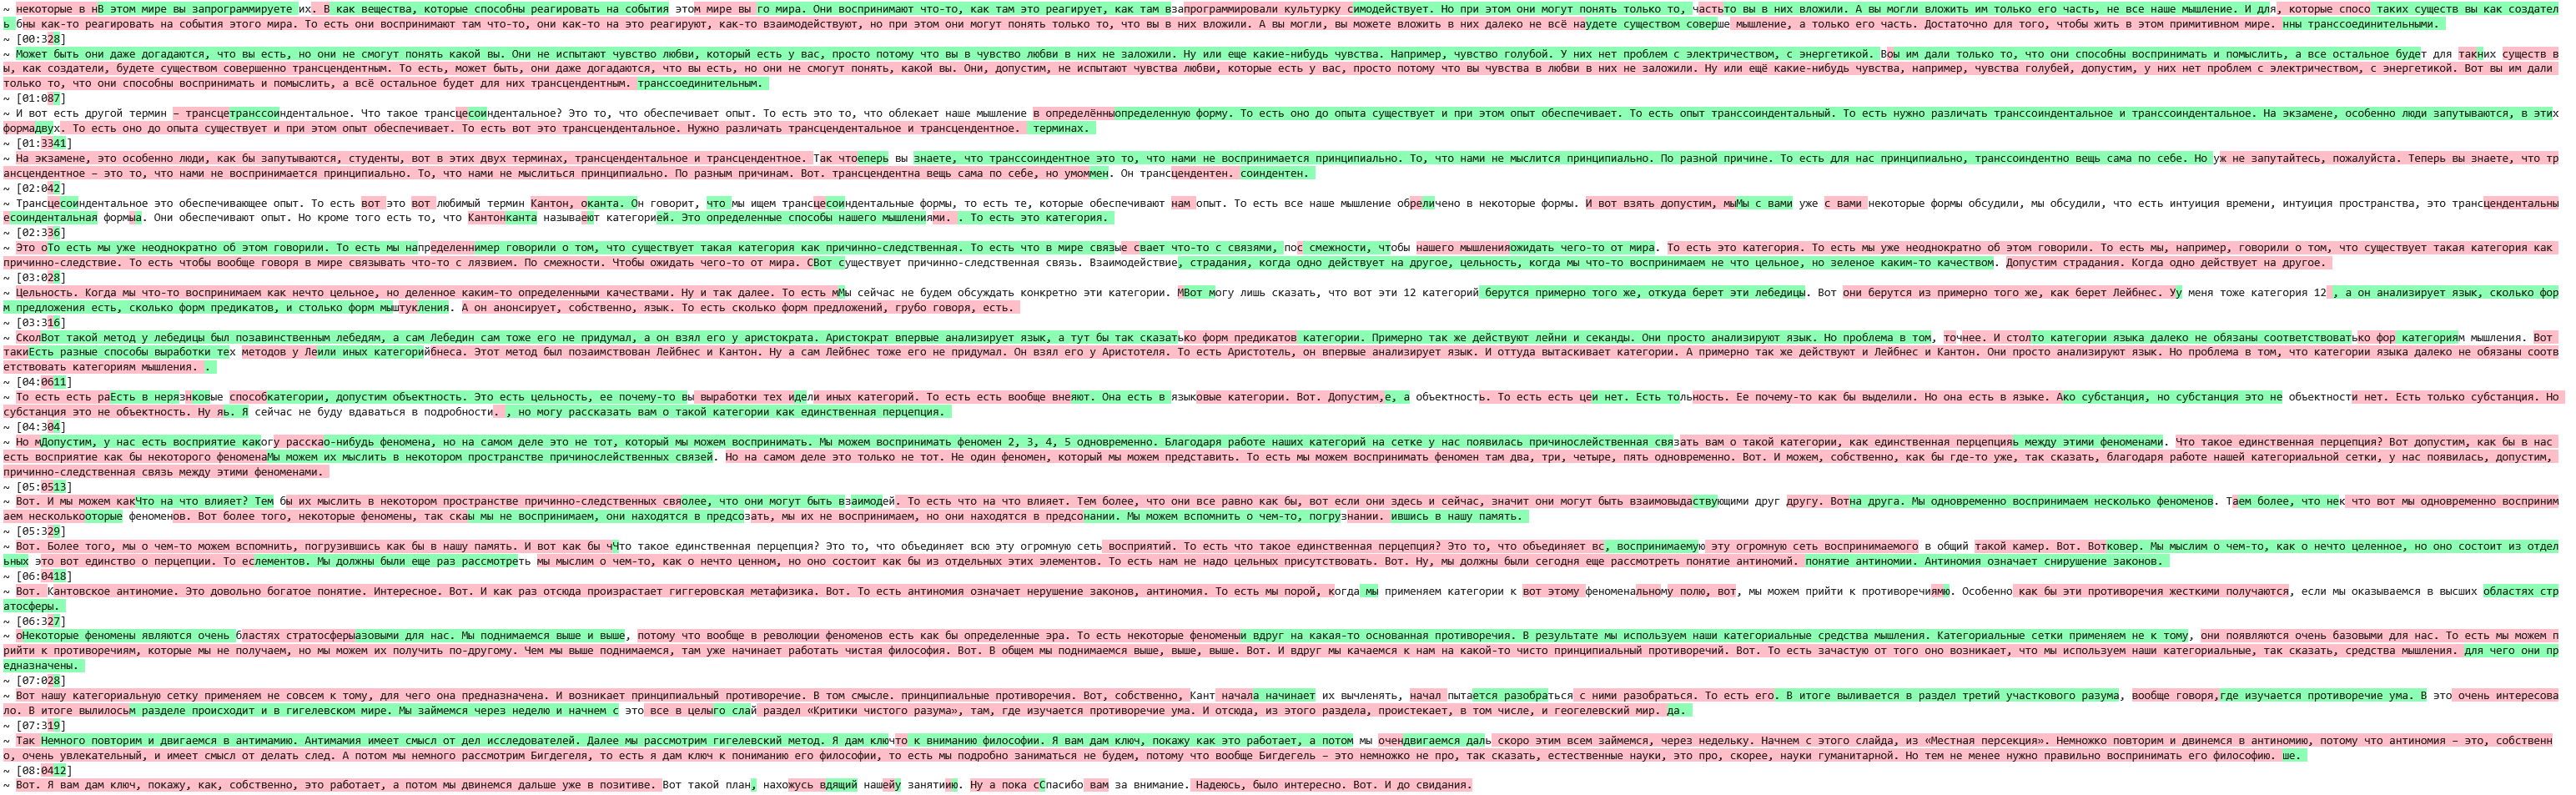 ~ некоторые в нВ этом мире вы запрограммируете их. В как вещества, которые способны реагировать на события этом мире вы го мира. Они воспринимают что-то, как там это реагирует, как там взапрограммировали культурку симодействует. Но при этом они могут понять только то, частьто вы в них вложили. А вы могли вложить им только его часть, не все наше мышление. И для, которые спосо таких существ вы как создател
ь бны как-то реагировать на события этого мира. То есть они воспринимают там что-то, они как-то на это реагируют, как-то взаимодействуют, но при этом они могут понять только то, что вы в них вложили. А вы могли, вы можете вложить в них далеко не всё наудете существом соверше мышление, а только его часть. Достаточно для того, чтобы жить в этом примитивном мире. нны транссоединительными.
~ [00:328]
~ Может быть они даже догадаются, что вы есть, но они не смогут понять какой вы. Они не испытают чувство любви, который есть у вас, просто потому что вы в чувство любви в них не заложили. Ну или еще какие-нибудь чувства. Например, чувство голубой. У них нет проблем с электричеством, с энергетикой. Воы им дали только то, что они способны воспринимать и помыслить, а все остальное будет для такних существ в
ы, как создатели, будете существом совершенно трансцендентным. То есть, может быть, они даже догадаются, что вы есть, но они не смогут понять, какой вы. Они, допустим, не испытают чувства любви, которые есть у вас, просто потому что вы чувства в любви в них не заложили. Ну или ещё какие-нибудь чувства, например, чувства голубей, допустим, у них нет проблем с электричеством, с энергетикой. Вот вы им дали
только то, что они способны воспринимать и помыслить, а всё остальное будет для них трансцендентным. транссоединительным.
~ [01:087]
~ И вот есть другой термин – трансцетранссоиндентальное. Что такое трансцесоиндентальное? Это то, что обеспечивает опыт. То есть это то, что облекает наше мышление в определённыопределенную форму. То есть оно до опыта существует и при этом опыт обеспечивает. То есть опыт транссоиндентальный. То есть нужно различать транссоиндентальное и транссоиндентальное. На экзамене, особенно люди запутываются, в этих
формадвух. То есть оно до опыта существует и при этом опыт обеспечивает. То есть вот это трансцендентальное. Нужно различать трансцендентальное и трансцендентное.  терминах.
~ [01:3341]
~ На экзамене, это особенно люди, как бы запутываются, студенты, вот в этих двух терминах, трансцендентальное и трансцендентное. Так чтоеперь вы знаете, что транссоиндентное это то, что нами не воспринимается принципиально. То, что нами не мыслится принципиально. По разной причине. То есть для нас принципиально, транссоиндентно вещь сама по себе. Но уж не запутайтесь, пожалуйста. Теперь вы знаете, что тр
ансцендентное – это то, что нами не воспринимается принципиально. То, что нами не мыслиться принципиально. По разным причинам. Вот. трансцендентна вещь сама по себе, но умоммен. Он трансцендентен. соиндентен.
~ [02:042]
~ Трансцесоиндентальное это обеспечивающее опыт. То есть вот это вот любимый термин Кантон, оканта. Он говорит, что мы ищем трансцесоиндентальные формы, то есть те, которые обеспечивают нам опыт. То есть все наше мышление обреличено в некоторые формы. И вот взять допустим, мыМы с вами уже с вами некоторые формы обсудили, мы обсудили, что есть интуиция времени, интуиция пространства, это трансцендентальны
есоиндентальная формыа. Они обеспечивают опыт. Но кроме того есть то, что Кантонканта называеют категорией. Это определенные способы нашего мышлениями. . То есть это категория.
~ [02:336]
~ Это оТо есть мы уже неоднократно об этом говорили. То есть мы напределеннимер говорили о том, что существует такая категория как причинно-следственная. То есть что в мире связые свает что-то с связями, пос смежности, чтобы нашего мышленияожидать чего-то от мира. То есть это категория. То есть мы уже неоднократно об этом говорили. То есть мы, например, говорили о том, что существует такая категория как
причинно-следствие. То есть чтобы вообще говоря в мире связывать что-то с лязвием. По смежности. Чтобы ожидать чего-то от мира. СВот существует причинно-следственная связь. Взаимодействие, страдания, когда одно действует на другое, цельность, когда мы что-то воспринимаем не что цельное, но зеленое каким-то качеством. Допустим страдания. Когда одно действует на другое.
~ [03:028]
~ Цельность. Когда мы что-то воспринимаем как нечто цельное, но деленное каким-то определенными качествами. Ну и так далее. То есть мМы сейчас не будем обсуждать конкретно эти категории. МВот могу лишь сказать, что вот эти 12 категорий берутся примерно того же, откуда берет эти лебедицы. Вот они берутся из примерно того же, как берет Лейбнес. Уу меня тоже категория 12 , а он анализирует язык, сколько фор
м предложения есть, сколько форм предикатов, и столько форм мыштукления. А он анонсирует, собственно, язык. То есть сколько форм предложений, грубо говоря, есть.
~ [03:316]
~ СколВот такой метод у лебедицы был позавинственным лебедям, а сам Лебедин сам тоже его не придумал, а он взял его у аристократа. Аристократ впервые анализирует язык, а тут бы так сказатько форм предикатов категории. Примерно так же действуют лейни и секанды. Они просто анализируют язык. Но проблема в том, точнее. И столто категории языка далеко не обязаны соответствоватько фор категориям мышления. Вот
такиЕсть разные способы выработки тех методов у Леили иных категорийбнеса. Этот метод был позаимствован Лейбнес и Кантон. Ну а сам Лейбнес тоже его не придумал. Он взял его у Аристотеля. То есть Аристотель, он впервые анализирует язык. И оттуда вытаскивает категории. А примерно так же действуют и Лейбнес и Кантон. Они просто анализируют язык. Но проблема в том, что категории языка далеко не обязаны соотв
етствовать категориям мышления. .
~ [04:0611]
~ То есть есть раЕсть в нерязнковые способкатегории, допустим объектность. Это есть цельность, ее почему-то вы выработки тех идели иных категорий. То есть есть вообще внеяют. Она есть в языковые категории. Вот. Допустим,е, а объектность. То есть есть цеи нет. Есть тольность. Ее почему-то как бы выделили. Но она есть в языке. Ако субстанция, но субстанция это не объектности нет. Есть только субстанция. Но
субстанция это не объектность. Ну яь. Я сейчас не буду вдаваться в подробности. , но могу рассказать вам о такой категории как единственная перцепция.
~ [04:304]
~ Но мДопустим, у нас есть восприятие какогу расскао-нибудь феномена, но на самом деле это не тот, который мы можем воспринимать. Мы можем воспринимать феномен 2, 3, 4, 5 одновременно. Благодаря работе наших категорий на сетке у нас появилась причинослейственная связать вам о такой категории, как единственная перцепцияь между этими феноменами. Что такое единственная перцепция? Вот допустим, как бы в нас
есть восприятие как бы некоторого феноменаМы можем их мыслить в некотором пространстве причинослейственных связей. Но на самом деле это только не тот. Не один феномен, который мы можем представить. То есть мы можем воспринимать феномен там два, три, четыре, пять одновременно. Вот. И можем, собственно, как бы где-то уже, так сказать, благодаря работе нашей категориальной сетки, у нас появилась, допустим,
причинно-следственная связь между этими феноменами.
~ [05:0513]
~ Вот. И мы можем какЧто на что влияет? Тем бы их мыслить в некотором пространстве причинно-следственных свяолее, что они могут быть взаимодей. То есть что на что влияет. Тем более, что они все равно как бы, вот если они здесь и сейчас, значит они могут быть взаимовыдаствующими друг другу. Вотна друга. Мы одновременно воспринимаем несколько феноменов. Таем более, что нек что вот мы одновременно восприним
аем несколькооторые феноменов. Вот более того, некоторые феномены, так скаы мы не воспринимаем, они находятся в предсозать, мы их не воспринимаем, но они находятся в предсонании. Мы можем вспомнить о чем-то, погрузнании. ившись в нашу память.
~ [05:329]
~ Вот. Более того, мы о чем-то можем вспомнить, погрузившись как бы в нашу память. И вот как бы чЧто такое единственная перцепция? Это то, что объединяет всю эту огромную сеть восприятий. То есть что такое единственная перцепция? Это то, что объединяет вс, воспринимаемую эту огромную сеть воспринимаемого в общий такой камер. Вот. Вотковер. Мы мыслим о чем-то, как о нечто целенное, но оно состоит из отдел
ьных это вот единство о перцепции. То еслементов. Мы должны были еще раз рассмотреть мы мыслим о чем-то, как о нечто ценном, но оно состоит как бы из отдельных этих элементов. То есть нам не надо цельных присутствовать. Вот. Ну, мы должны были сегодня еще рассмотреть понятие антиномий. понятие антиномии. Антиномия означает снирушение законов.
~ [06:0418]
~ Вот. Кантовское антиномие. Это довольно богатое понятие. Интересное. Вот. И как раз отсюда произрастает гиггеровская метафизика. Вот. То есть антиномия означает нерушение законов, антиномия. То есть мы порой, когда мы применяем категории к вот этому феноменальному полю, вот, мы можем прийти к противоречиямю. Особенно как бы эти противоречия жесткими получаются, если мы оказываемся в высших областях стр
атосферы.
~ [06:327]
~ оНекоторые феномены являются очень бластях стратосферыазовыми для нас. Мы поднимаемся выше и выше, потому что вообще в революции феноменов есть как бы определенные эра. То есть некоторые феноменыи вдруг на какая-то основанная противоречия. В результате мы используем наши категориальные средства мышления. Категориальные сетки применяем не к тому, они появляются очень базовыми для нас. То есть мы можем п
рийти к противоречиям, которые мы не получаем, но мы можем их получить по-другому. Чем мы выше поднимаемся, там уже начинает работать чистая философия. Вот. В общем мы поднимаемся выше, выше, выше. Вот. И вдруг мы качаемся к нам на какой-то чисто принципиальный противоречий. Вот. То есть зачастую от того оно возникает, что мы используем наши категориальные, так сказать, средства мышления. для чего они пр
едназначены.
~ [07:028]
~ Вот нашу категориальную сетку применяем не совсем к тому, для чего она предназначена. И возникает принципиальный противоречие. В том смысле. принципиальные противоречия. Вот, собственно, Кант начала начинает их вычленять, начал пытается разобраться с ними разобраться. То есть его. В итоге выливается в раздел третий участкового разума, вообще говоря,где изучается противоречие ума. В это очень интересова
ло. В итоге вылилосьм разделе происходит и в гигелевском мире. Мы займемся через неделю и начнем с это все в целыго слай раздел «Критики чистого разума», там, где изучается противоречие ума. И отсюда, из этого раздела, проистекает, в том числе, и геогелевский мир. да.
~ [07:319]
~ Так Немного повторим и двигаемся в антимамию. Антимамия имеет смысл от дел исследователей. Далее мы рассмотрим гигелевский метод. Я дам ключто к вниманию философии. Я вам дам ключ, покажу как это работает, а потом мы очендвигаемся даль скоро этим всем займемся, через недельку. Начнем с этого слайда, из «Местная персекция». Немножко повторим и двинемся в антиномию, потому что антиномия – это, собственн
о, очень увлекательный, и имеет смысл от делать след. А потом мы немного рассмотрим Бигдегеля, то есть я дам ключ к пониманию его философии, то есть мы подробно заниматься не будем, потому что вообще Бигдегель – это немножко не про, так сказать, естественные науки, это про, скорее, науки гуманитарной. Но тем не менее нужно правильно воспринимать его философию. ше.
~ [08:0412]
~ Вот. Я вам дам ключ, покажу, как, собственно, это работает, а потом мы двинемся дальше уже в позитиве. Вот такой план, нахожусь вдящий нашейу занятиию. Ну а пока сСпасибо вам за внимание. Надеюсь, было интересно. Вот. И до свидания.